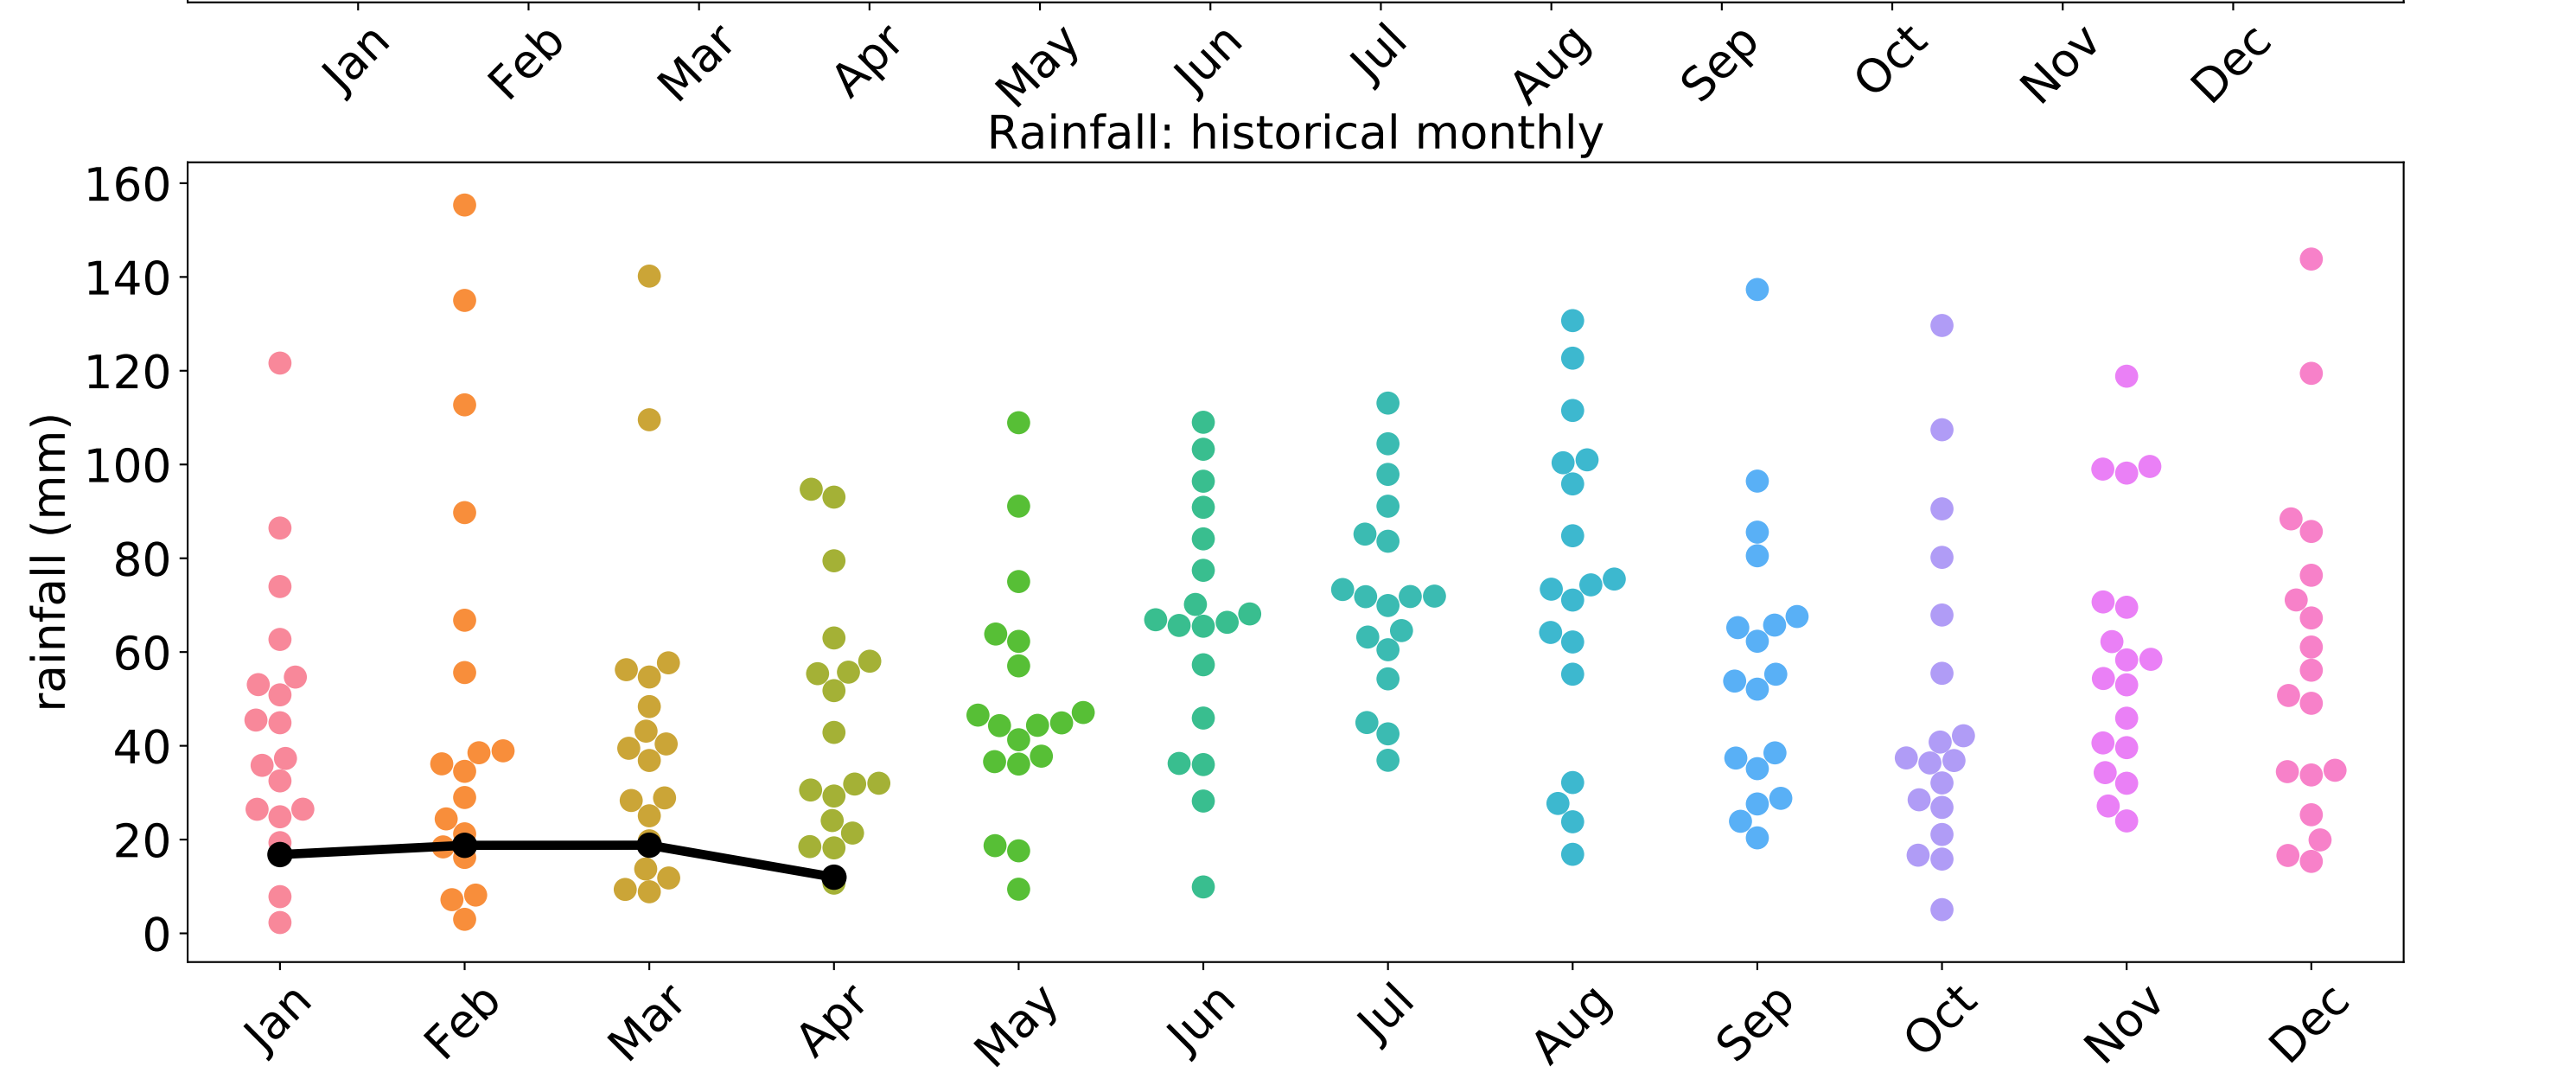 Jan Feb Mar Apr May Jun Jul Aug Sep Oct Nov Dec
Rainfall: historical monthly
160
140
120
100
80
60
40
20
0
rainfall (mm)
Jan Feb Mar Apr May Jun Jul Aug Sep Oct Nov Dec